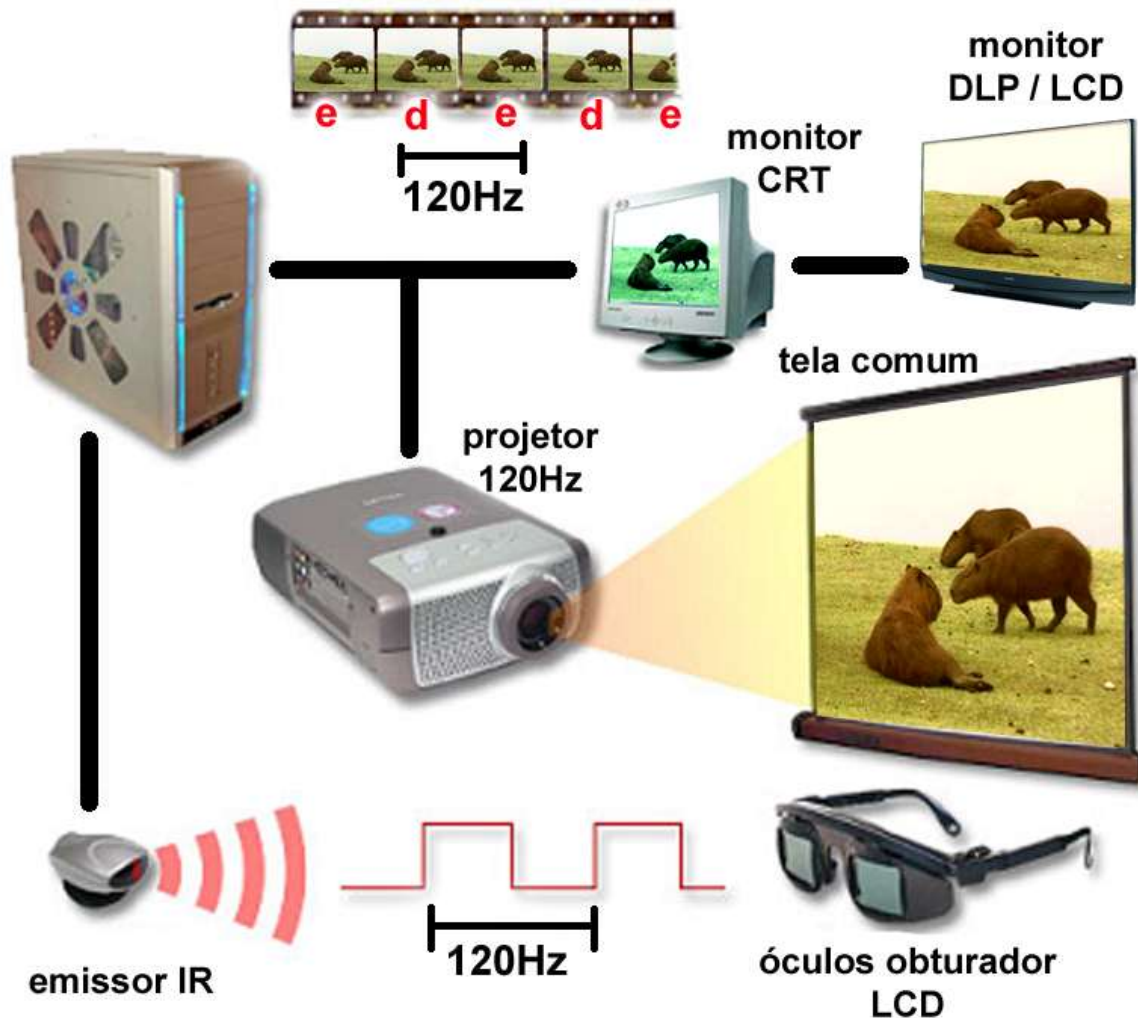 e d e d e
120Hz
monitor
DLP / LCD
monitor
CRT
tela comum
projetor
120Hz
120Hz
emissor IR
óculos obturador
LCD